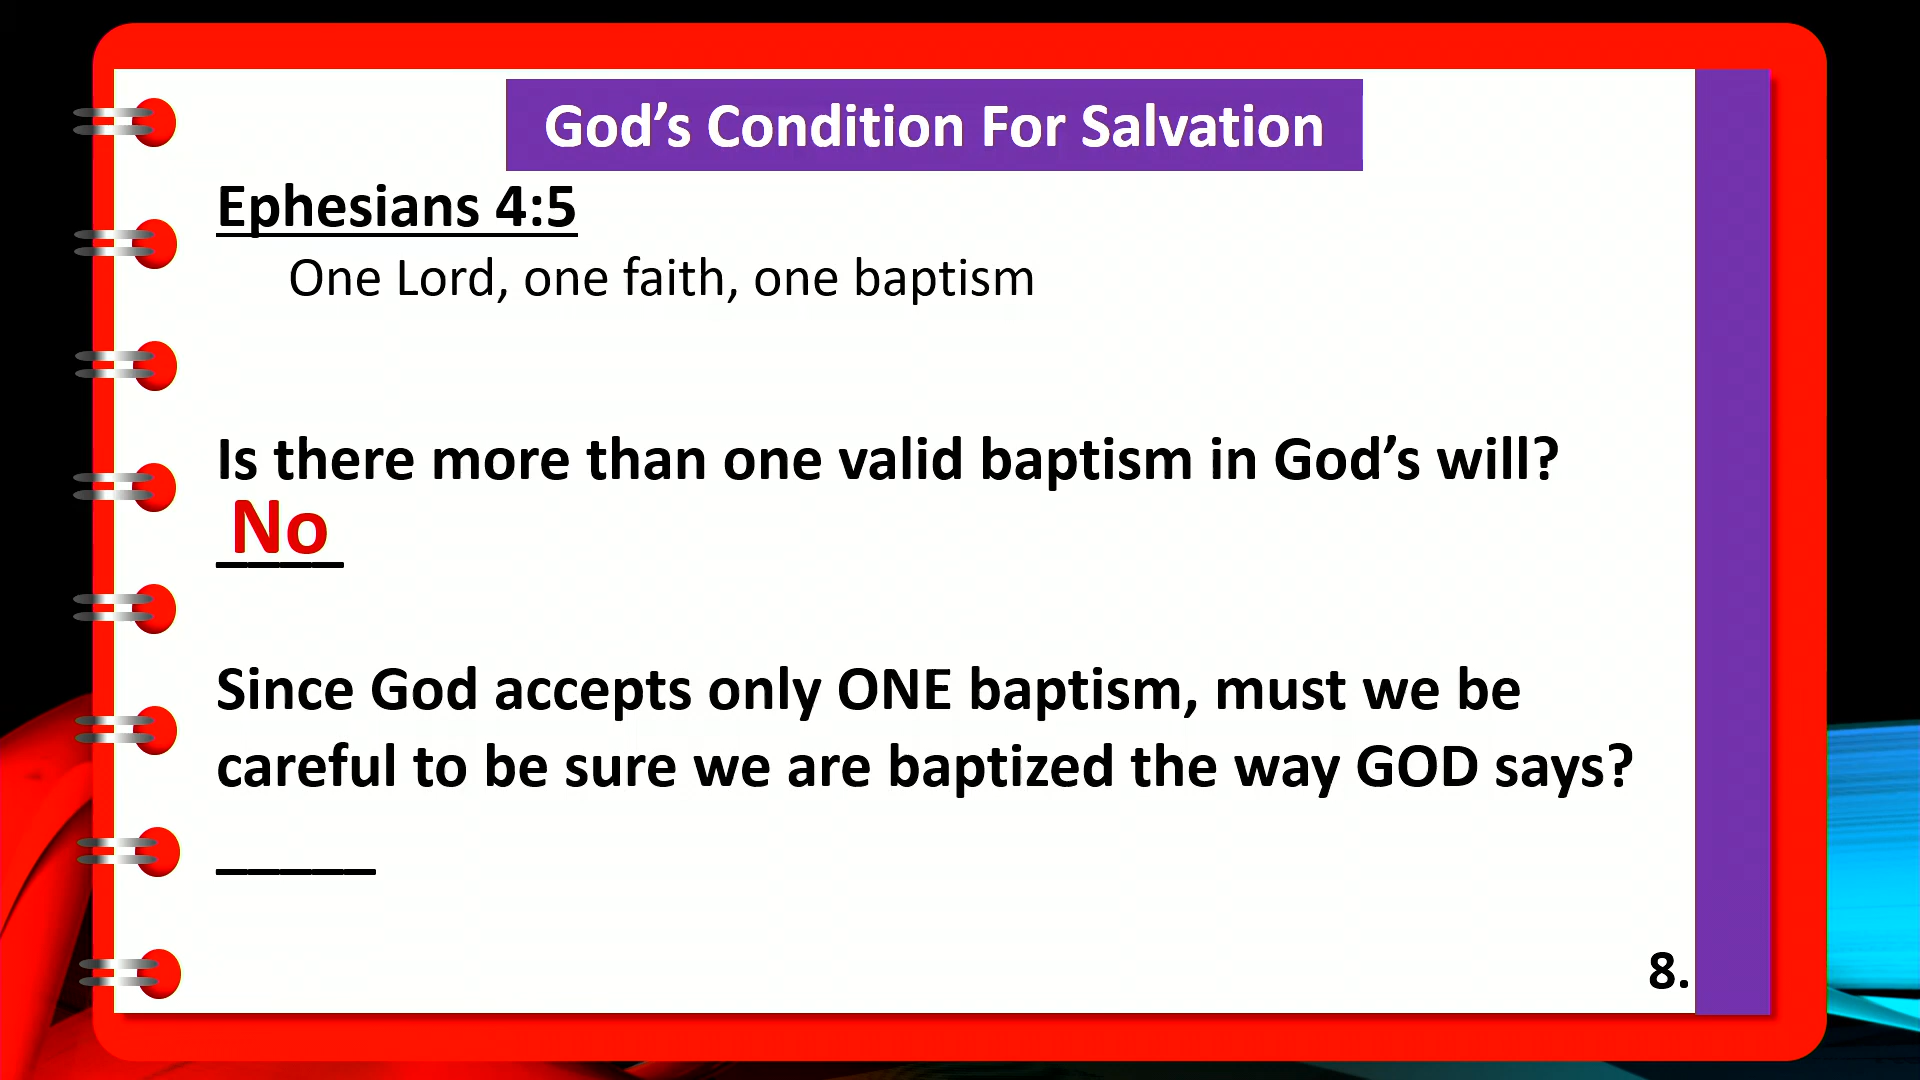 God’s Condition For Salvation
Ephesians 4:5
One Lord, one faith, one baptism
Is there more than one valid baptism in God’s will?
No
Since God accepts only ONE baptism, must we be
careful to be sure we are baptized the way GOD says?
_____
8.